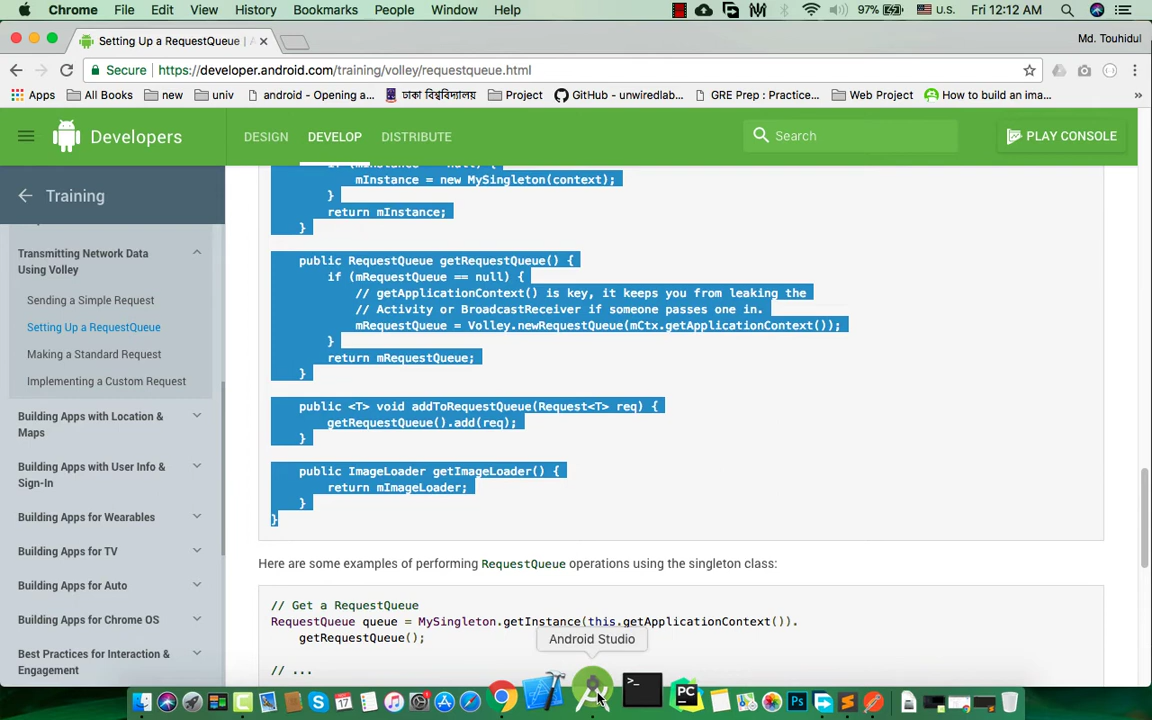 Chrome File Edit View History Bookmarks People Window Help 97% U.S. Fri 12:12 AM
Setting Up a RequestQueue | Md. Touhidul
Secure https://developer.android.com/training/volley/requestqueue.html
Apps All Books new univ android - Opening a... ঢাকা বিশ্ববিদ্যালয় Project GitHub - unwiredlab... GRE Prep : Practice... Web Project How to build an ima... »
Developers DESIGN DEVELOP DISTRIBUTE Search PLAY CONSOLE
Training
Transmitting Network Data
Using Volley
Sending a Simple Request
Setting Up a RequestQueue
Making a Standard Request
Implementing a Custom Request
Building Apps with Location &
Maps
Building Apps with User Info &
Sign-In
Building Apps for Wearables
Building Apps for TV
Building Apps for Auto
Building Apps for Chrome OS
Best Practices for Interaction &
Engagement
mInstance = new MySingleton(context);
}
return mInstance;
}
public RequestQueue getRequestQueue() {
if (mRequestQueue == null) {
// getApplicationContext() is key, it keeps you from leaking the
// Activity or BroadcastReceiver if someone passes one in.
mRequestQueue = Volley.newRequestQueue(mCtx.getApplicationContext());
}
return mRequestQueue;
}
public <T> void addToRequestQueue(Request<T> req) {
getRequestQueue().add(req);
}
public ImageLoader getImageLoader() {
return mImageLoader;
}
}
Here are some examples of performing RequestQueue operations using the singleton class:
// Get a RequestQueue
RequestQueue queue = MySingleton.getInstance(this.getApplicationContext()).
getRequestQueue();
// ...
Android Studio
>_
PC
Ps